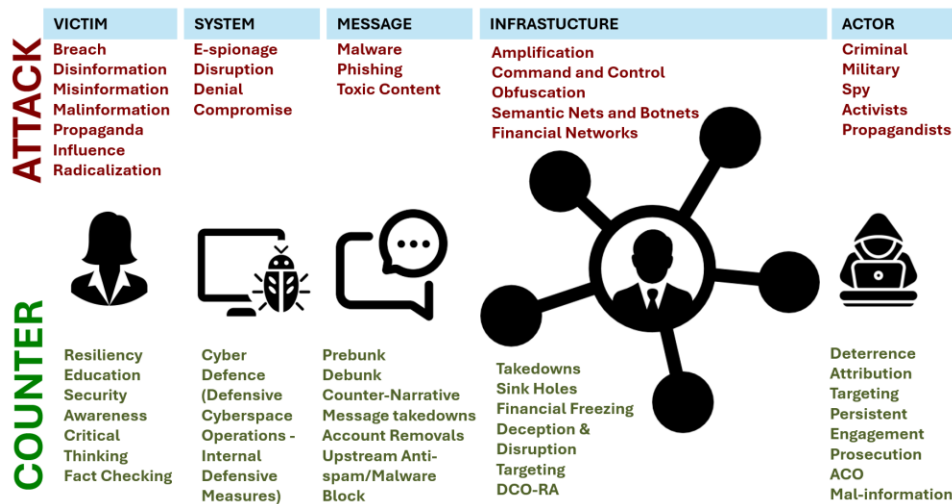 VICTIM
SYSTEM
MESSAGE
INFRASTUCTURE
ACTOR
ATTACK
Breach
Disinformation
Misinformation
Malinformation
Propaganda
Influence
Radicalization
E-spionage
Disruption
Denial
Compromise
Malware
Phishing
Toxic Content
Amplification
Command and Control
Obfuscation
Semantic Nets and Botnets
Financial Networks
Criminal
Military
Spy
Activists
Propagandists
COUNTER
Resiliency
Education
Security
Awareness
Critical
Thinking
Fact Checking
Cyber
Defence
(Defensive
Cyberspace
Operations -
Internal
Defensive
Measures)
Prebunk
Debunk
Counter-Narrative
Message takedowns
Account Removals
Upstream Anti-
spam/Malware
Block
Takedowns
Sink Holes
Financial Freezing
Deception &
Disruption
Targeting
DCO-RA
Deterrence
Attribution
Targeting
Persistent
Engagement
Prosecution
ACO
Mal-information